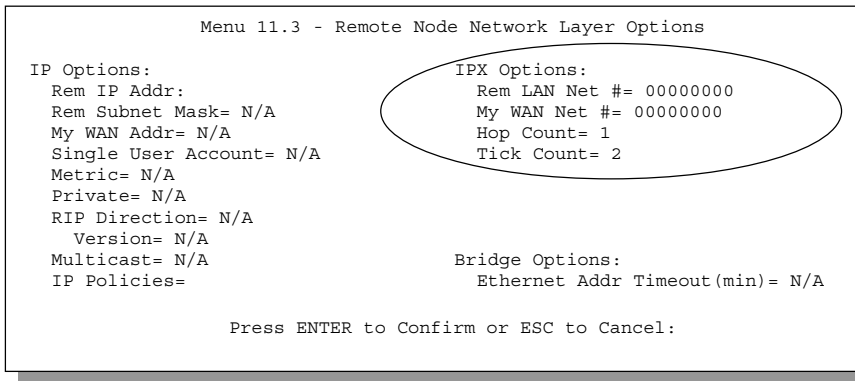 Menu 11.3 - Remote Node Network Layer Options
IP Options:
Rem IP Addr:
Rem Subnet Mask= N/A
My WAN Addr= N/A
Single User Account= N/A
Metric= N/A
Private= N/A
RIP Direction= N/A
Version= N/A
Multicast= N/A
IP Policies=
IPX Options:
Rem LAN Net #= 00000000
My WAN Net #= 00000000
Hop Count= 1
Tick Count= 2
Bridge Options:
Ethernet Addr Timeout(min)= N/A
Press ENTER to Confirm or ESC to Cancel: